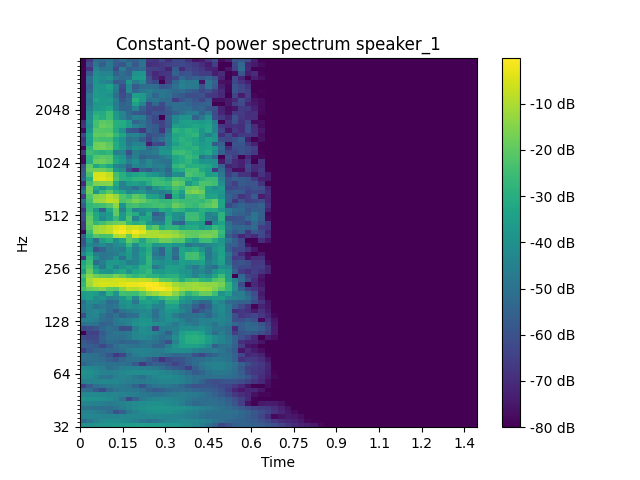 Constant-Q power spectrum speaker_1
Hz
2048
1024
512
256
128
64
32
0 0.15 0.3 0.45 0.6 0.75 0.9 1.1 1.2 1.4
Time
-10 dB
-20 dB
-30 dB
-40 dB
-50 dB
-60 dB
-70 dB
-80 dB